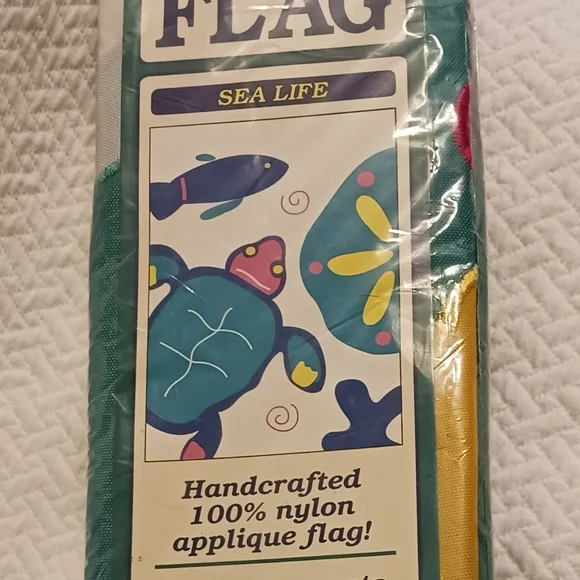 FLAG
SEA LIFE
Handcrafted
100% nylon
applique flag!